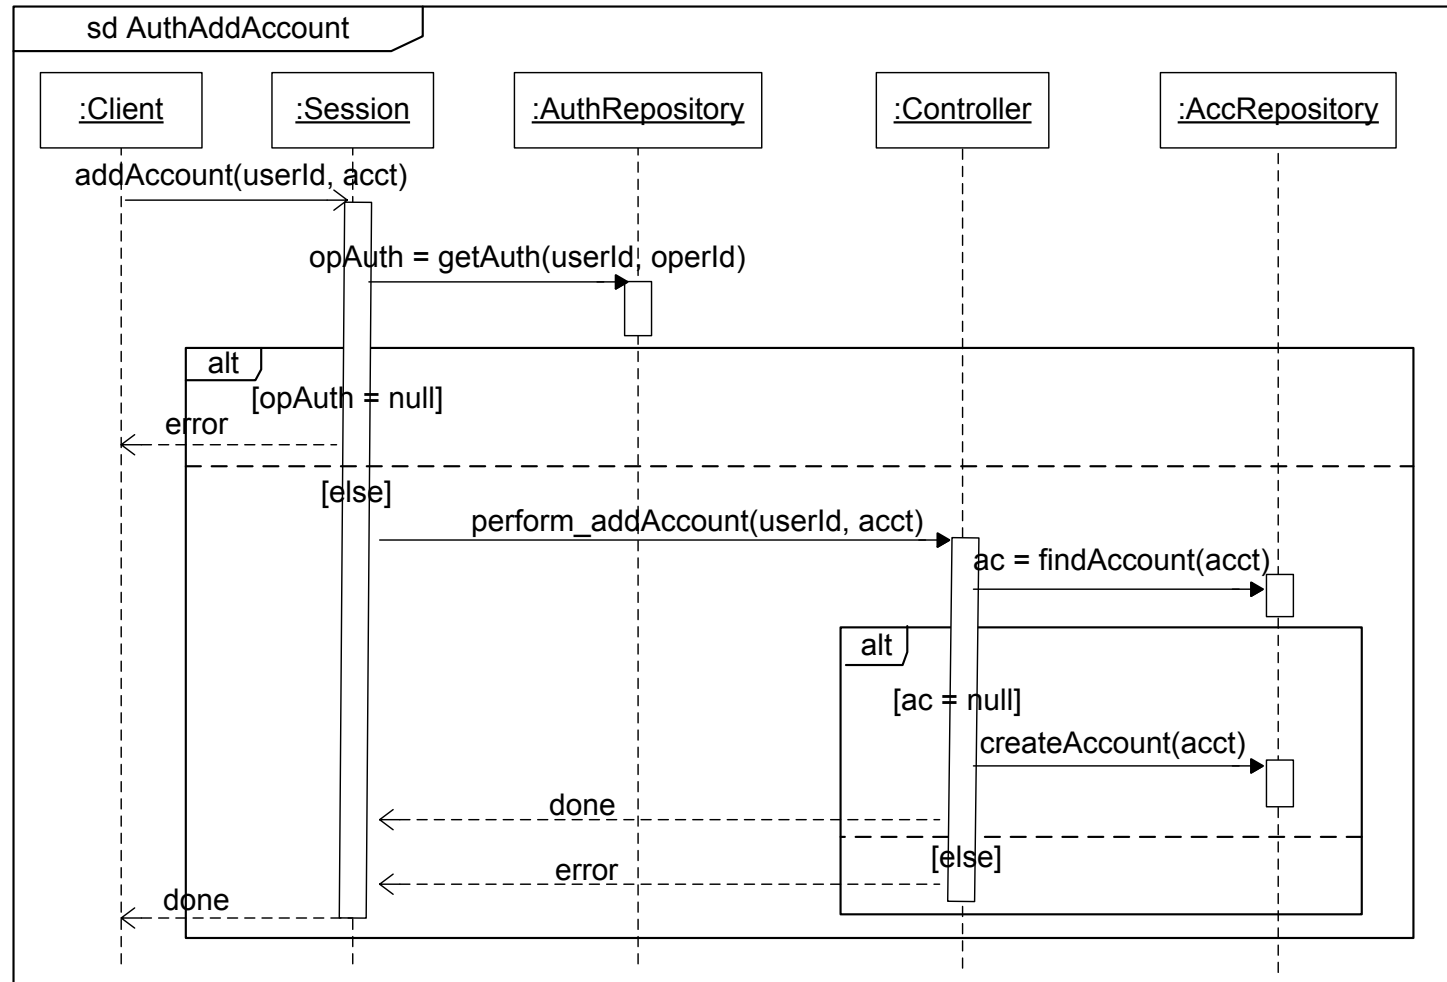 sd AuthAddAccount
:Client
:Session
:AuthRepository
:Controller
:AccRepository
addAccount(userId, acct)
opAuth = getAuth(userId, operId)
alt
[opAuth = null]
error
[else]
perform_addAccount(userId, acct)
ac = findAccount(acct)
alt
[ac = null]
createAccount(acct)
done
[else]
error
done